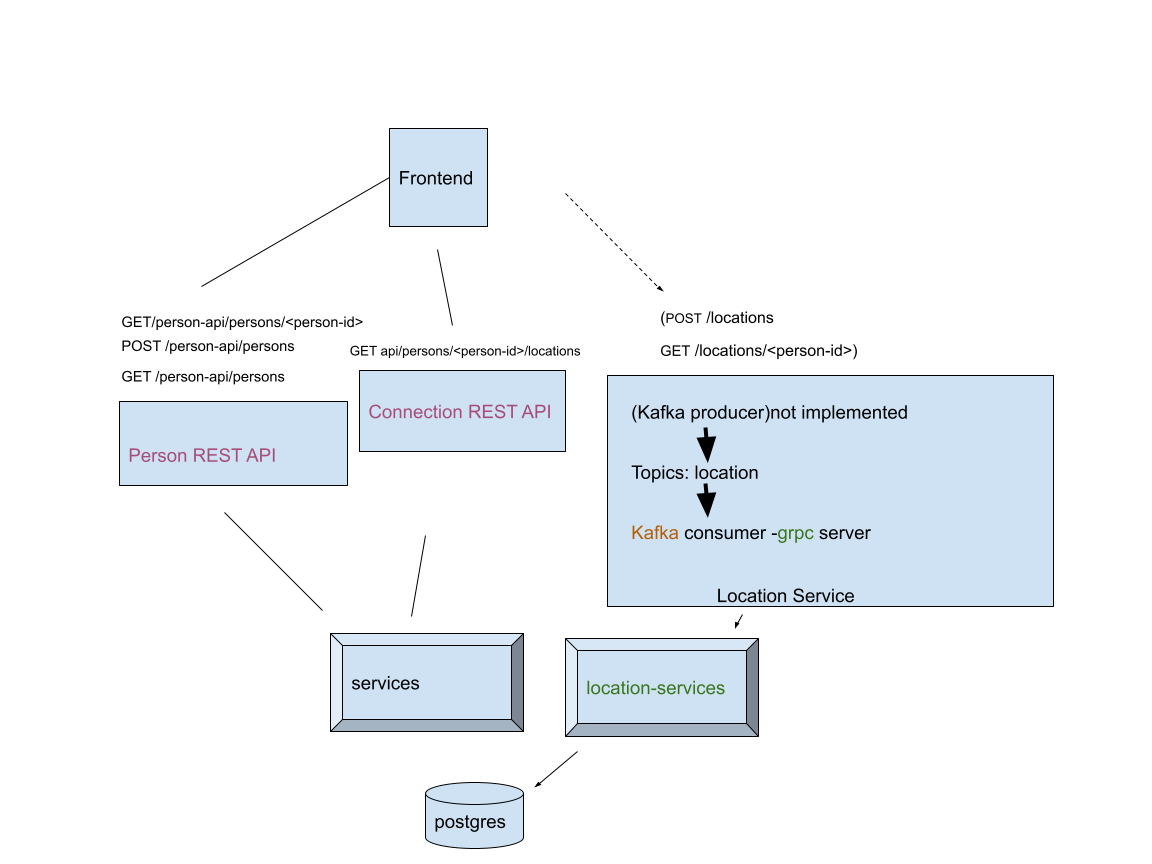 Frontend
GET/person-api/persons/<person-id>
POST /person-api/persons
GET /person-api/persons
GET api/persons/<person-id>/locations
(POST /locations
GET /locations/<person-id>)
Person REST API
Connection REST API
(Kafka producer)not implemented
Topics: location
Kafka consumer -grpc server
Location Service
services
location-services
postgres